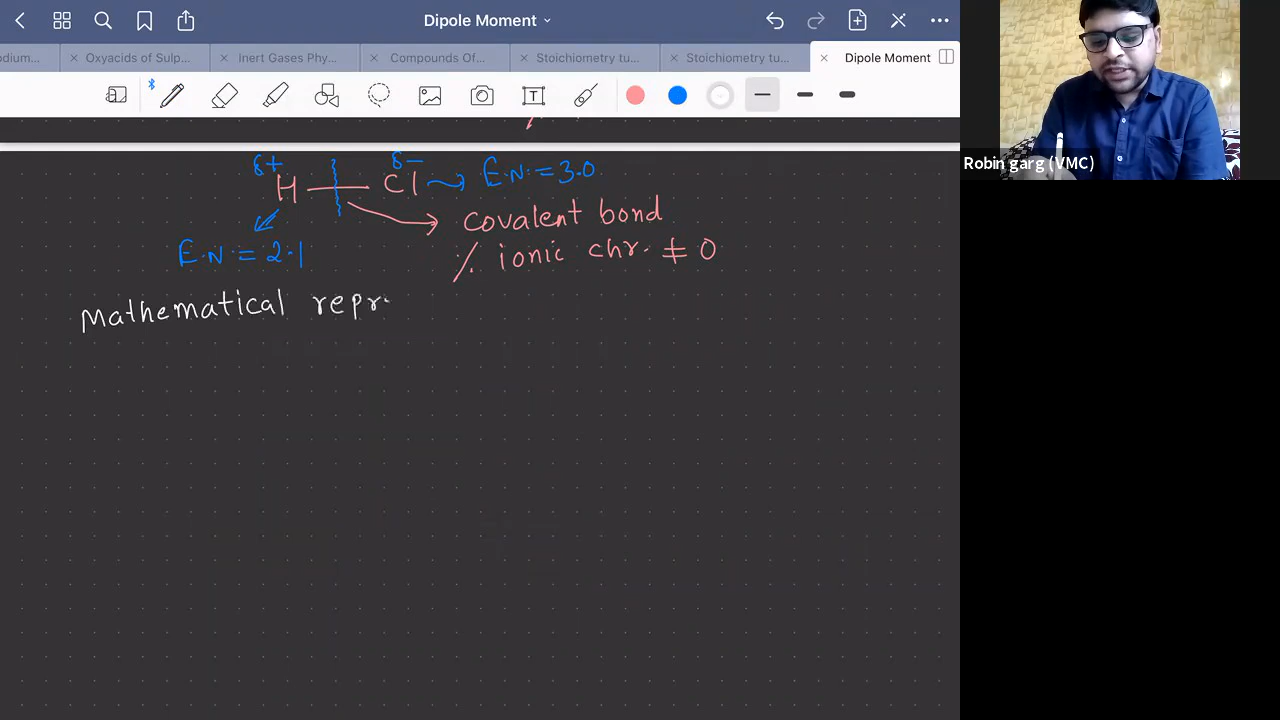 Dipole Moment
odium...
Oxyacids of Sulp...
Inert Gases Phy...
Compounds Of...
Stoichiometry tu...
Stoichiometry tu...
Dipole Moment
T
Robin garg (VMC)
δ+ δ−
H Cl E.N. = 3.0
covalent bond
E.N. = 2.1
% ionic chr. ≠ 0
Mathematical repr